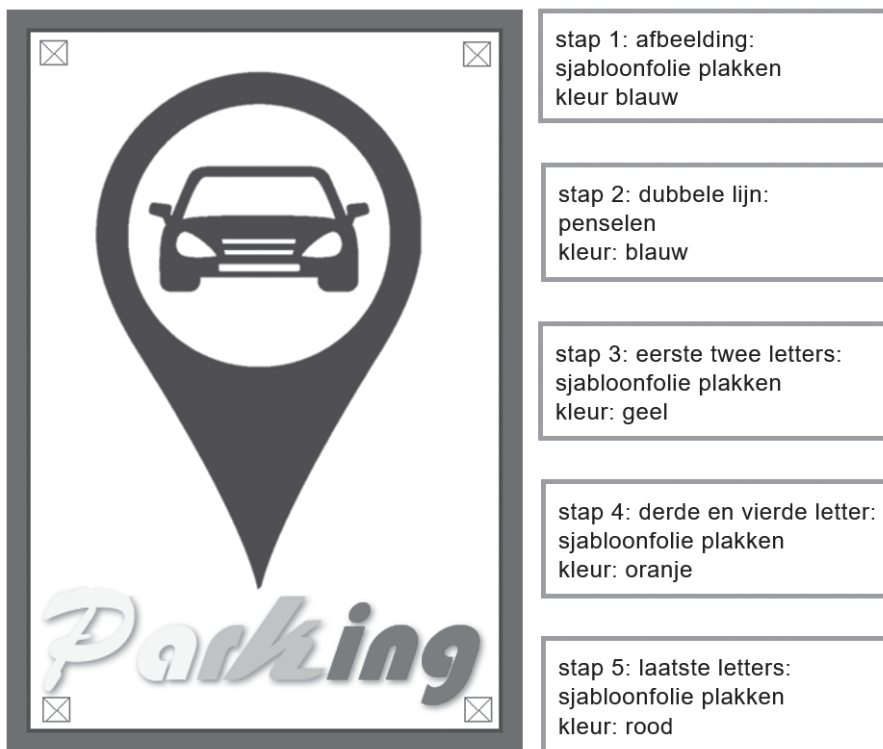 stap 1: afbeelding:
sjabloonfolie plakken
kleur blauw
stap 2: dubbele lijn:
penselen
kleur: blauw
stap 3: eerste twee letters:
sjabloonfolie plakken
kleur: geel
stap 4: derde en vierde letter:
sjabloonfolie plakken
kleur: oranje
stap 5: laatste letters:
sjabloonfolie plakken
kleur: rood
Parking